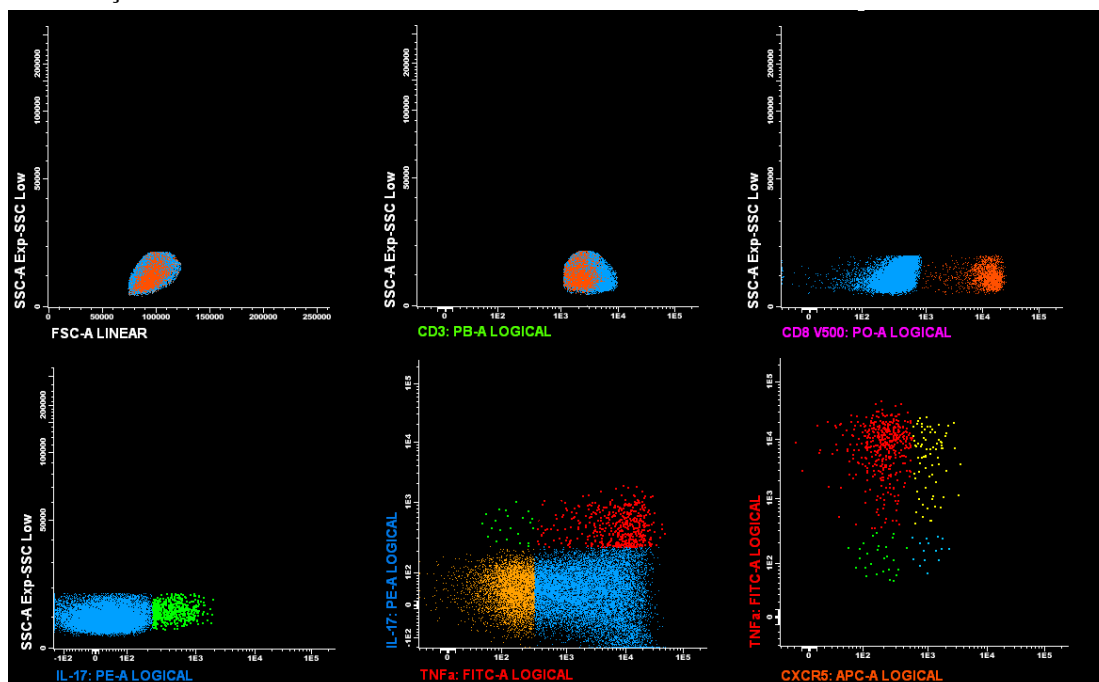 200000
100000
50000
0
SSC-A Exp-SSC Low
0 50000 100000 150000 200000 250000
FSC-A LINEAR
200000
100000
50000
0
SSC-A Exp-SSC Low
0 1E2 1E3 1E4 1E5
CD3: PB-A LOGICAL
200000
100000
50000
0
SSC-A Exp-SSC Low
0 1E2 1E3 1E4 1E5
CD8 V500: PO-A LOGICAL
200000
100000
50000
0
SSC-A Exp-SSC Low
-1E2 0 1E2 1E3 1E4 1E5
IL-17: PE-A LOGICAL
1E5
1E4
1E3
1E2
0
-1E2
IL-17: PE-A LOGICAL
0 1E2 1E3 1E4 1E5
TNFa: FITC-A LOGICAL
1E5
1E4
1E3
1E2
0
TNFa: FITC-A LOGICAL
0 1E2 1E3 1E4 1E5
CXCR5: APC-A LOGICAL